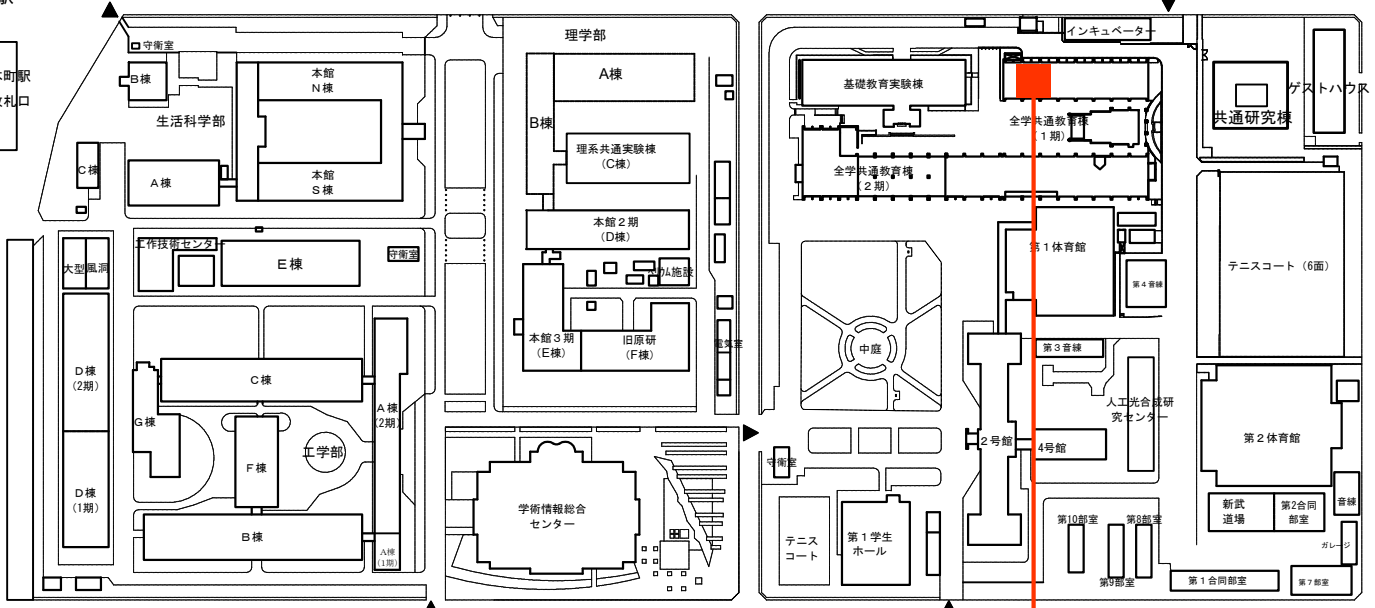 守衛室
B棟
生活科学部
C棟
A棟
本館
N棟
本館
S棟
理学部
A棟
B棟
理系共通実験棟
(C棟)
本館２期
(D棟)
本館３期
(E棟)
旧原研
(F棟)
電気室
工作技術センター
E棟
守衛室
大型風洞
D棟
(2期)
D棟
(1期)
G棟
C棟
F棟
工学部
B棟
A棟
(2期)
A棟
(1期)
学術情報総合
センター
インキュベーター
基礎教育実験棟
全学共通教育棟
(１期)
全学共通教育棟
(２期)
共通研究棟
ゲストハウス
第１体育館
第４音練
テニスコート（6面）
中庭
第３音練
人工光合成研
究センター
２号館
4号館
第２体育館
守衛室
テニス
コート
第１学生
ホール
第10部室
第8部室
第9部室
新武
道場
第2合同
部室
音練
ガレージ
第１合同部室
第７部室